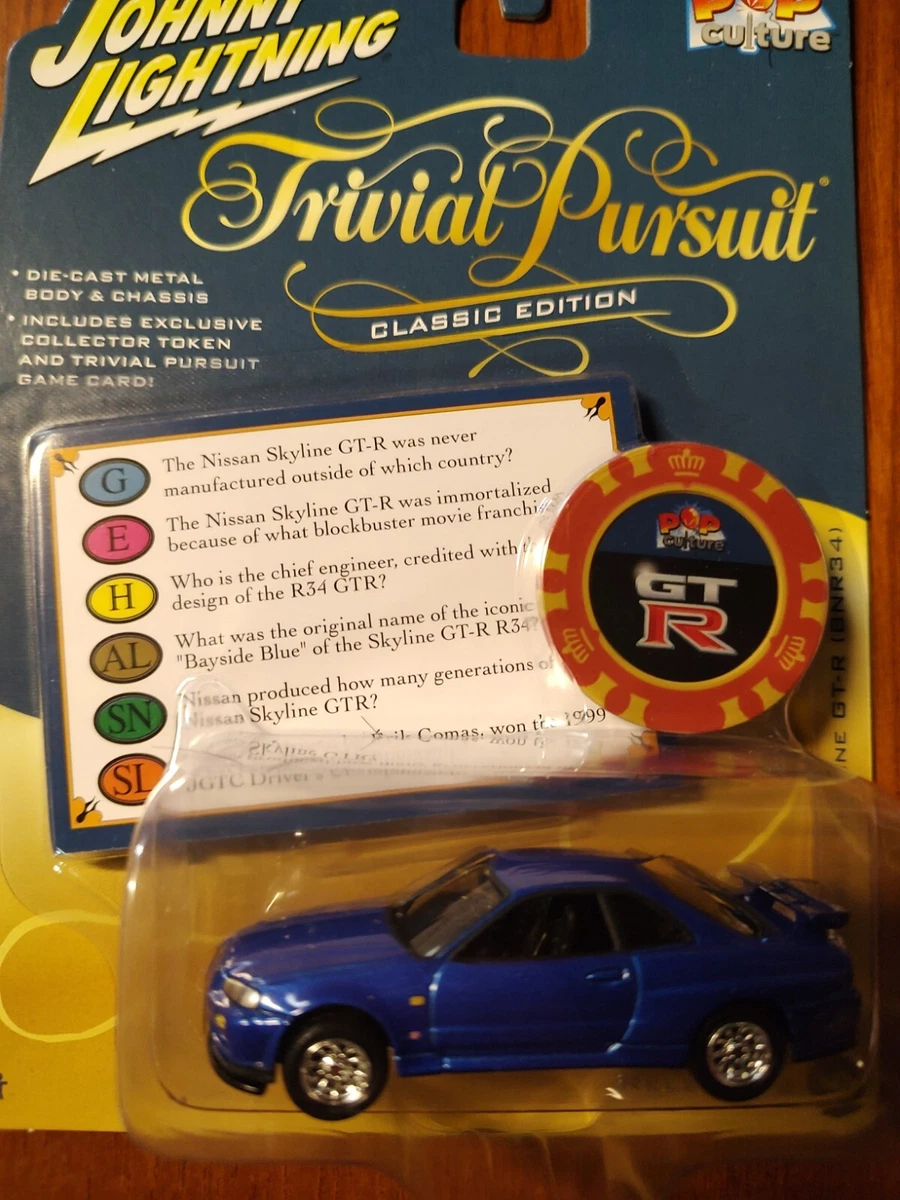 JOHNNY
LIGHTNING
POP
culture
Trivial Pursuit®
CLASSIC EDITION
• DIE-CAST METAL
BODY & CHASSIS
• INCLUDES EXCLUSIVE
COLLECTOR TOKEN
AND TRIVIAL PURSUIT
GAME CARD!
G
The Nissan Skyline GT-R was never
manufactured outside of which country?
E
The Nissan Skyline GT-R was immortalized
because of what blockbuster movie franchi
H
Who is the chief engineer, credited with
design of the R34 GTR?
AL
What was the original name of the iconic
"Bayside Blue" of the Skyline GT-R R34?
SN
Nissan produced how many generations of
Nissan Skyline GTR?
SL
Comas, won the 1999
JGTC Driver's
POP
culture
GT
R
NE GT-R (BNR34)